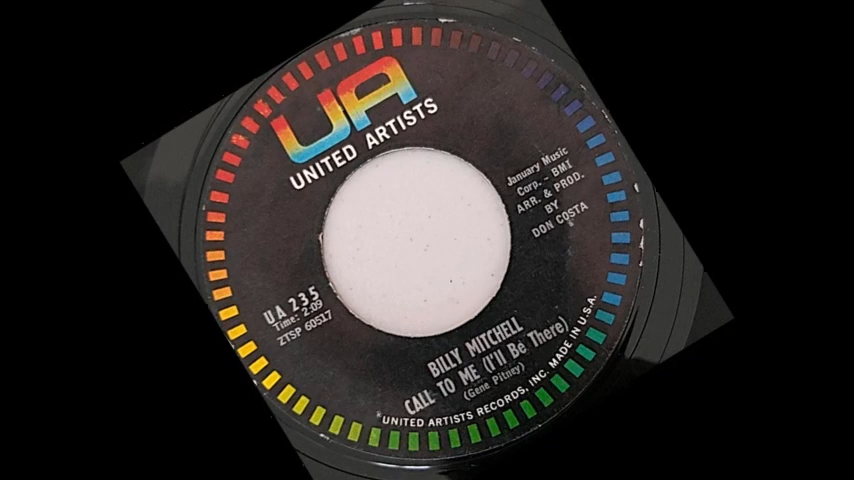 UA
UNITED ARTISTS
January Music
Corp. - BMI
ARR. & PROD.
BY
DON COSTA
UA 235
Time: 2:09
ZTSP 60517
BILLY MITCHELL
CALL TO ME (I'll Be There)
(Gene Pitney)
*UNITED ARTISTS RECORDS, INC. MADE IN U.S.A.